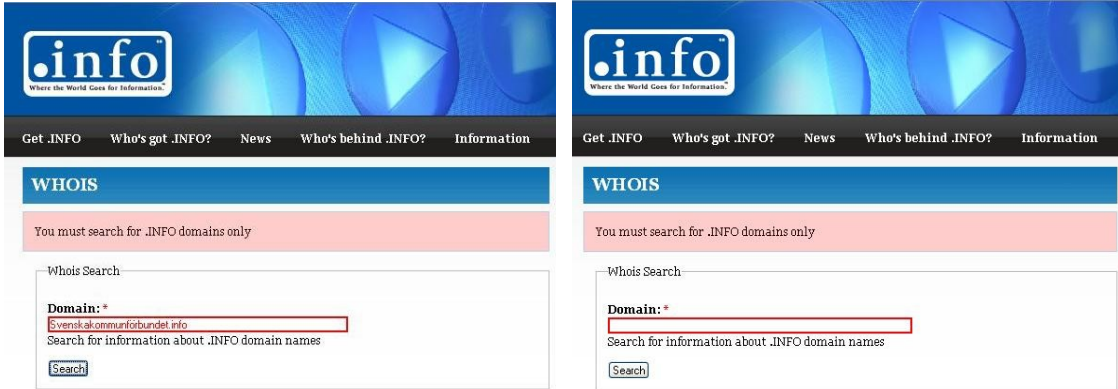 .info
Where the World Goes for Information.
Get .INFO Who's got .INFO? News Who's behind .INFO? Information
WHOIS
You must search for .INFO domains only
Whois Search
Domain: *
Svenskakommunförbundet.info
Search for information about .INFO domain names
Search
.info
Where the World Goes for Information.
Get .INFO Who's got .INFO? News Who's behind .INFO? Information
WHOIS
You must search for .INFO domains only
Whois Search
Domain: *
Search for information about .INFO domain names
Search